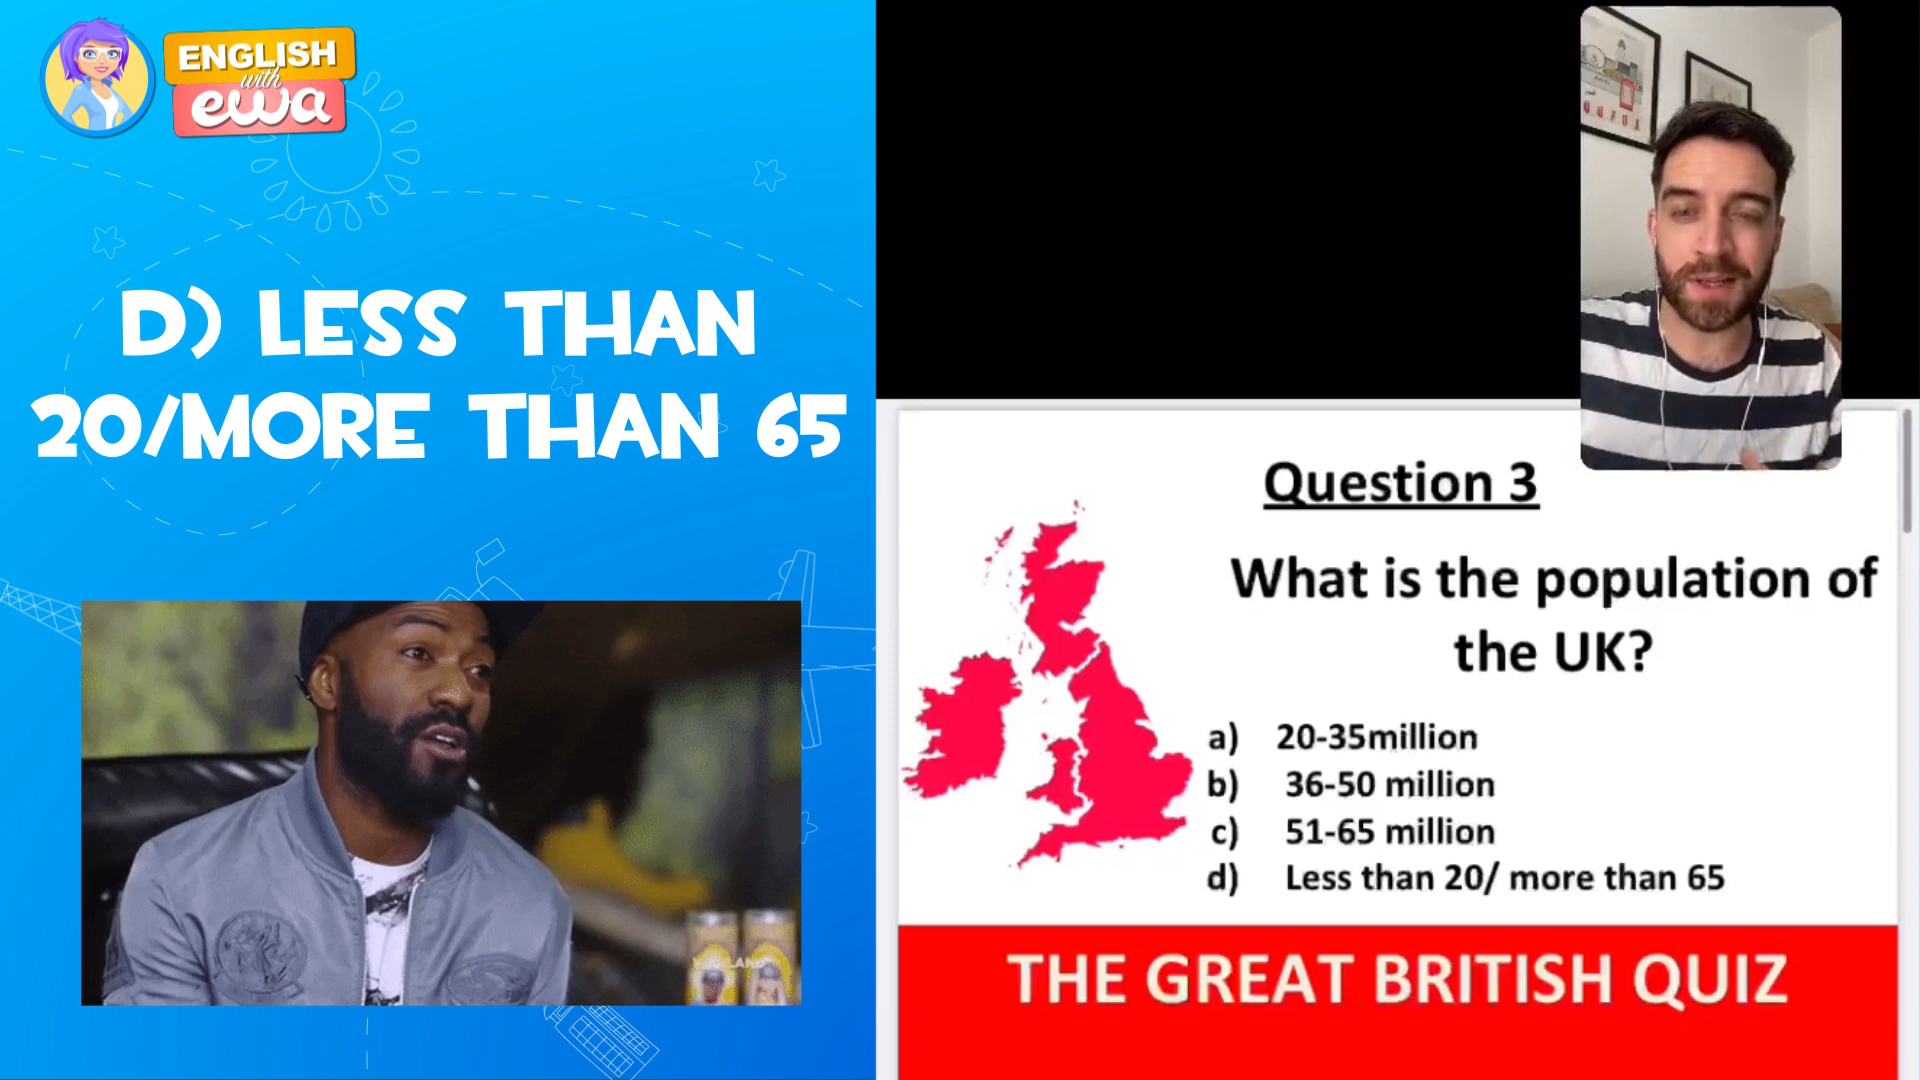 ENGLISH
with
ewa
D) LESS THAN
20/MORE THAN 65
Question 3
What is the population of
the UK?
a) 20-35million
b) 36-50 million
c) 51-65 million
d) Less than 20/ more than 65
THE GREAT BRITISH QUIZ